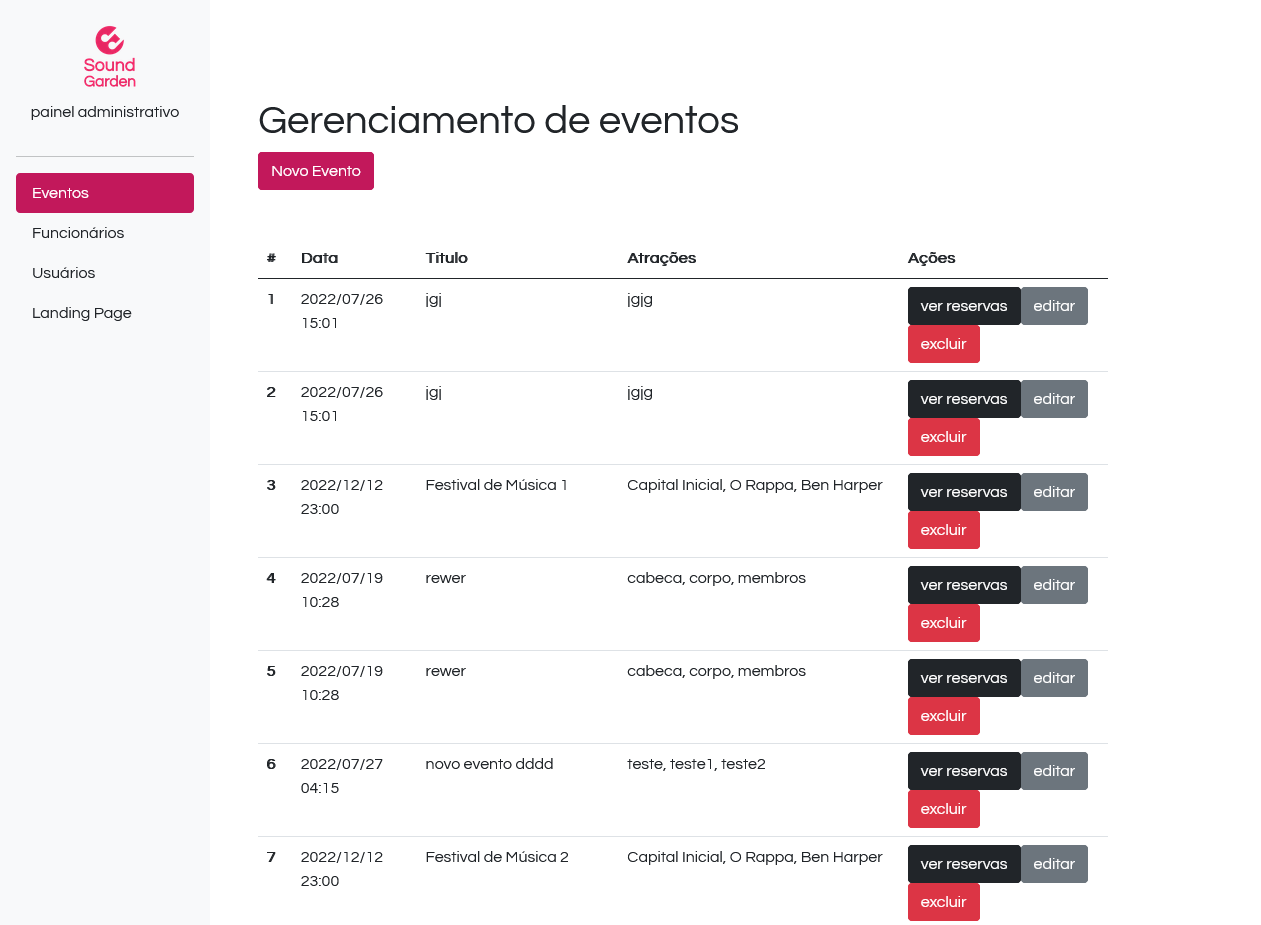 Sound
Garden
painel administrativo
Eventos
Funcionários
Usuários
Landing Page
Gerenciamento de eventos
Novo Evento
# Data Título Atrações Ações
1 2022/07/26 jgj jgjg ver reservas editar
15:01 excluir
2 2022/07/26 jgj jgjg ver reservas editar
15:01 excluir
3 2022/12/12 Festival de Música 1 Capital Inicial, O Rappa, Ben Harper ver reservas editar
23:00 excluir
4 2022/07/19 rewer cabeca, corpo, membros ver reservas editar
10:28 excluir
5 2022/07/19 rewer cabeca, corpo, membros ver reservas editar
10:28 excluir
6 2022/07/27 novo evento dddd teste, teste1, teste2 ver reservas editar
04:15 excluir
7 2022/12/12 Festival de Música 2 Capital Inicial, O Rappa, Ben Harper ver reservas editar
23:00 excluir